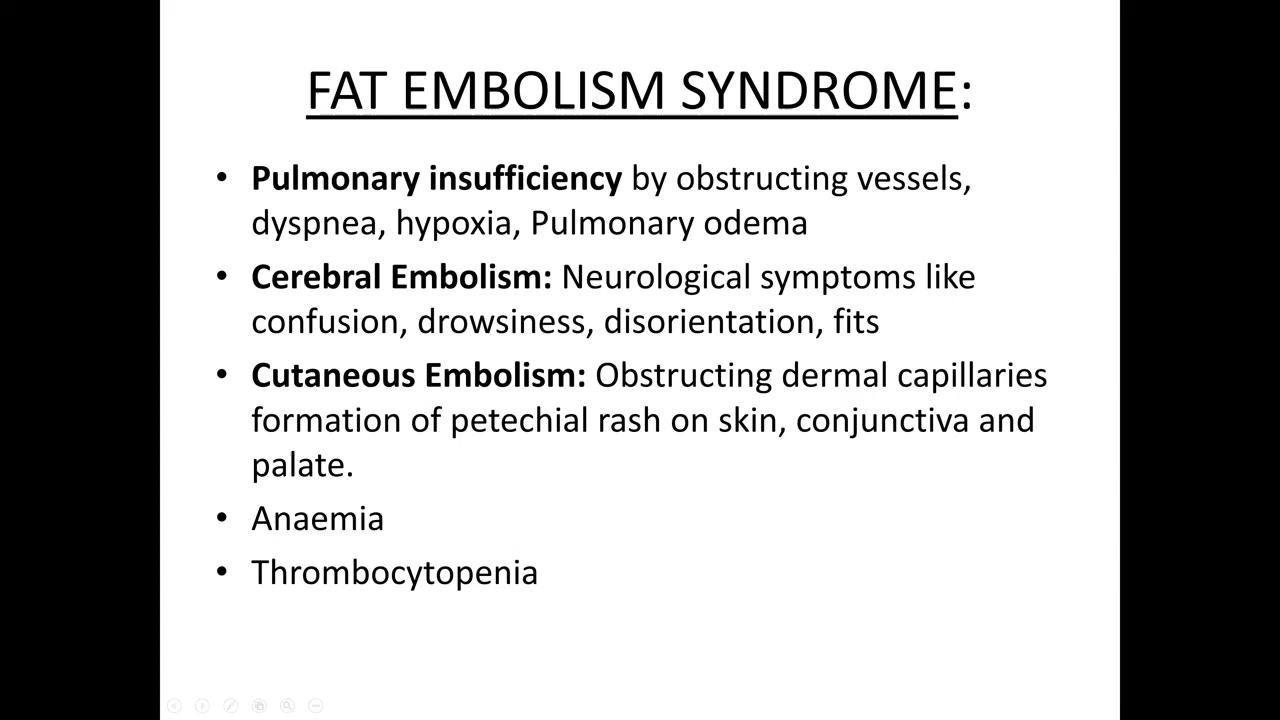 FAT EMBOLISM SYNDROME:
• Pulmonary insufficiency by obstructing vessels,
dyspnea, hypoxia, Pulmonary odema
• Cerebral Embolism: Neurological symptoms like
confusion, drowsiness, disorientation, fits
• Cutaneous Embolism: Obstructing dermal capillaries
formation of petechial rash on skin, conjunctiva and
palate.
• Anaemia
• Thrombocytopenia